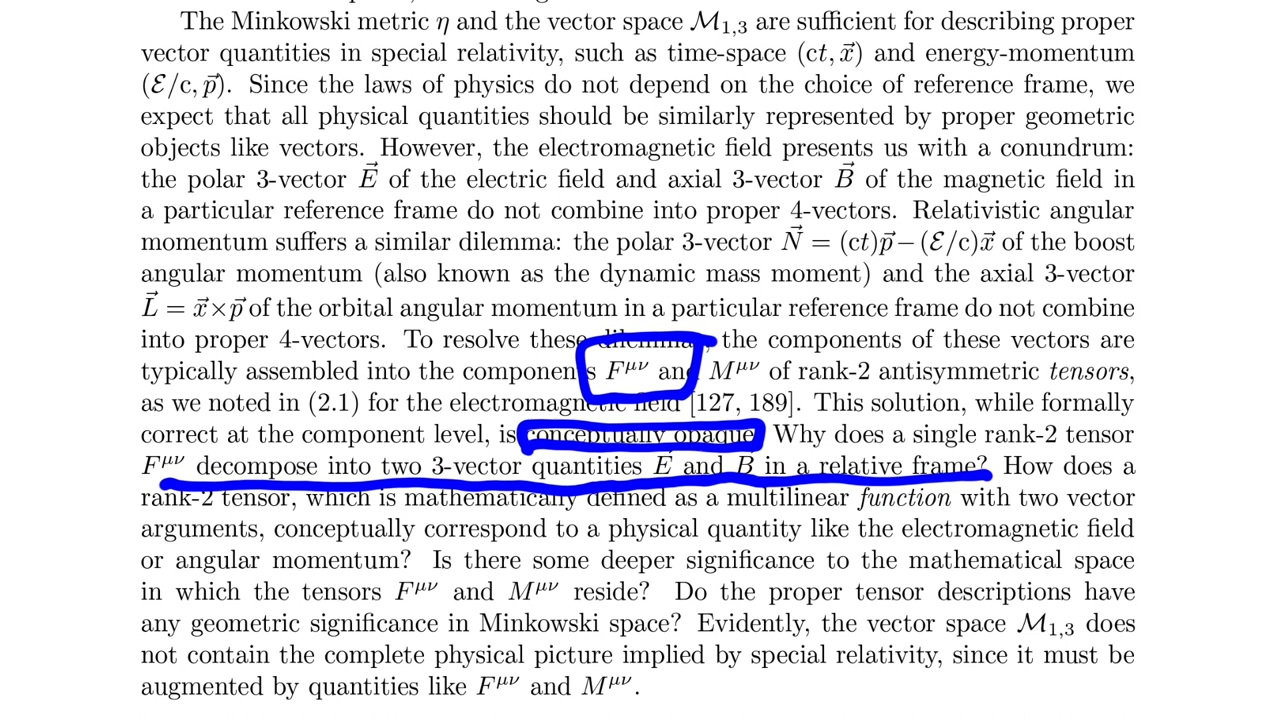 The Minkowski metric η and the vector space ℳ₁,₃ are sufficient for describing proper
vector quantities in special relativity, such as time-space (ct, x⃗) and energy-momentum
(ℰ/c, p⃗). Since the laws of physics do not depend on the choice of reference frame, we
expect that all physical quantities should be similarly represented by proper geometric
objects like vectors. However, the electromagnetic field presents us with a conundrum:
the polar 3-vector E⃗ of the electric field and axial 3-vector B⃗ of the magnetic field in
a particular reference frame do not combine into proper 4-vectors. Relativistic angular
momentum suffers a similar dilemma: the polar 3-vector N⃗ = (ct)p⃗ − (ℰ/c)x⃗ of the boost
angular momentum (also known as the dynamic mass moment) and the axial 3-vector
L⃗ = x⃗ × p⃗ of the orbital angular momentum in a particular reference frame do not combine
into proper 4-vectors. To resolve these dilemmas, the components of these vectors are
typically assembled into the components F^μν and M^μν of rank-2 antisymmetric tensors,
as we noted in (2.1) for the electromagnetic field [127, 189]. This solution, while formally
correct at the component level, is conceptually opaque. Why does a single rank-2 tensor
F^μν decompose into two 3-vector quantities E⃗ and B⃗ in a relative frame? How does a
rank-2 tensor, which is mathematically defined as a multilinear function with two vector
arguments, conceptually correspond to a physical quantity like the electromagnetic field
or angular momentum? Is there some deeper significance to the mathematical space
in which the tensors F^μν and M^μν reside? Do the proper tensor descriptions have
any geometric significance in Minkowski space? Evidently, the vector space ℳ₁,₃ does
not contain the complete physical picture implied by special relativity, since it must be
augmented by quantities like F^μν and M^μν.